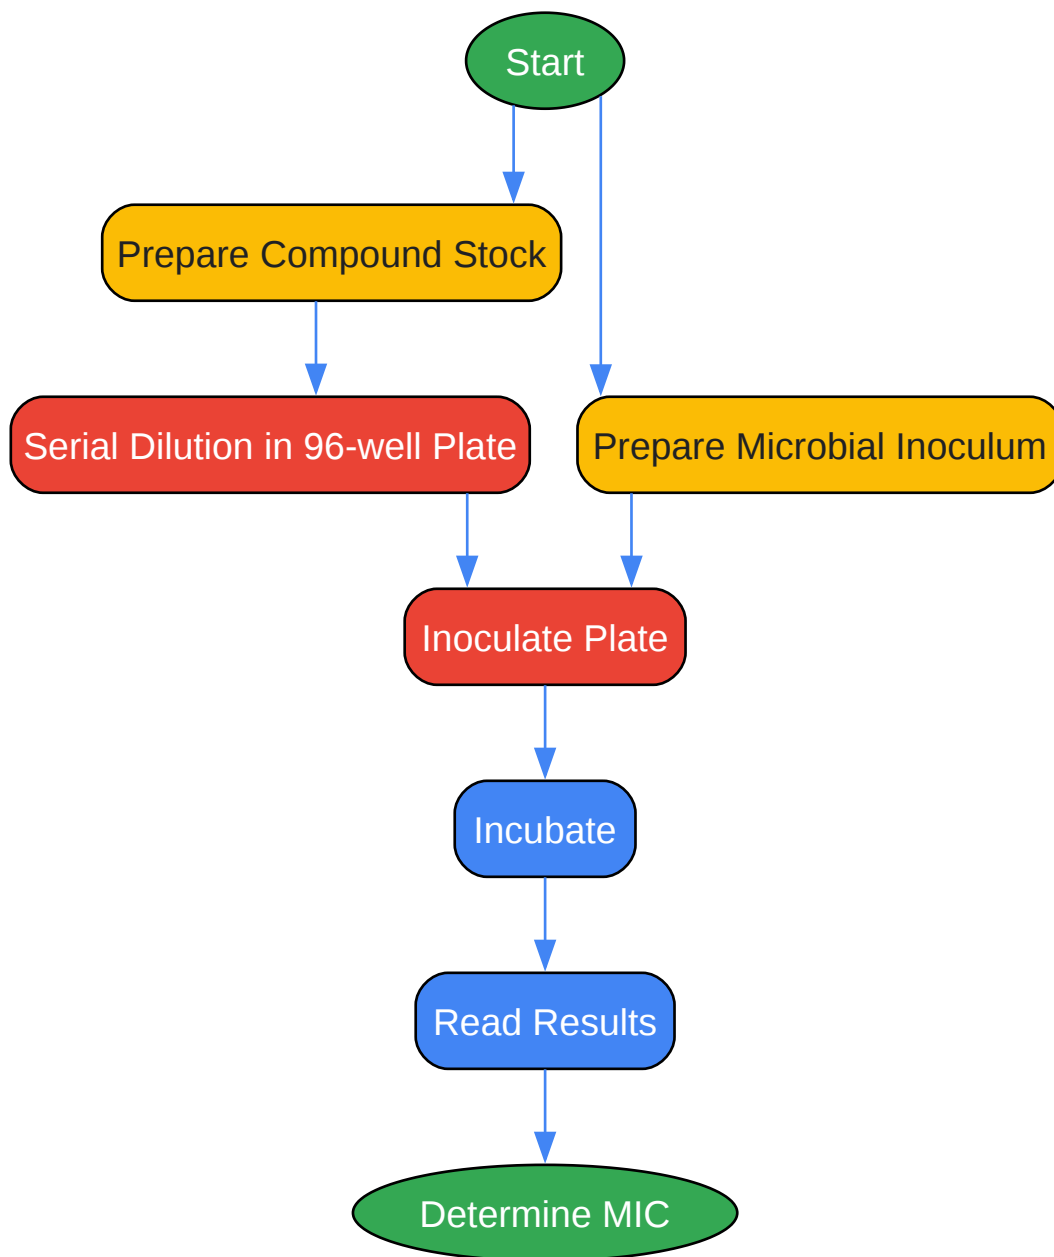 Start
Prepare Compound Stock
Serial Dilution in 96-well Plate
Prepare Microbial Inoculum
Inoculate Plate
Incubate
Read Results
Determine MIC